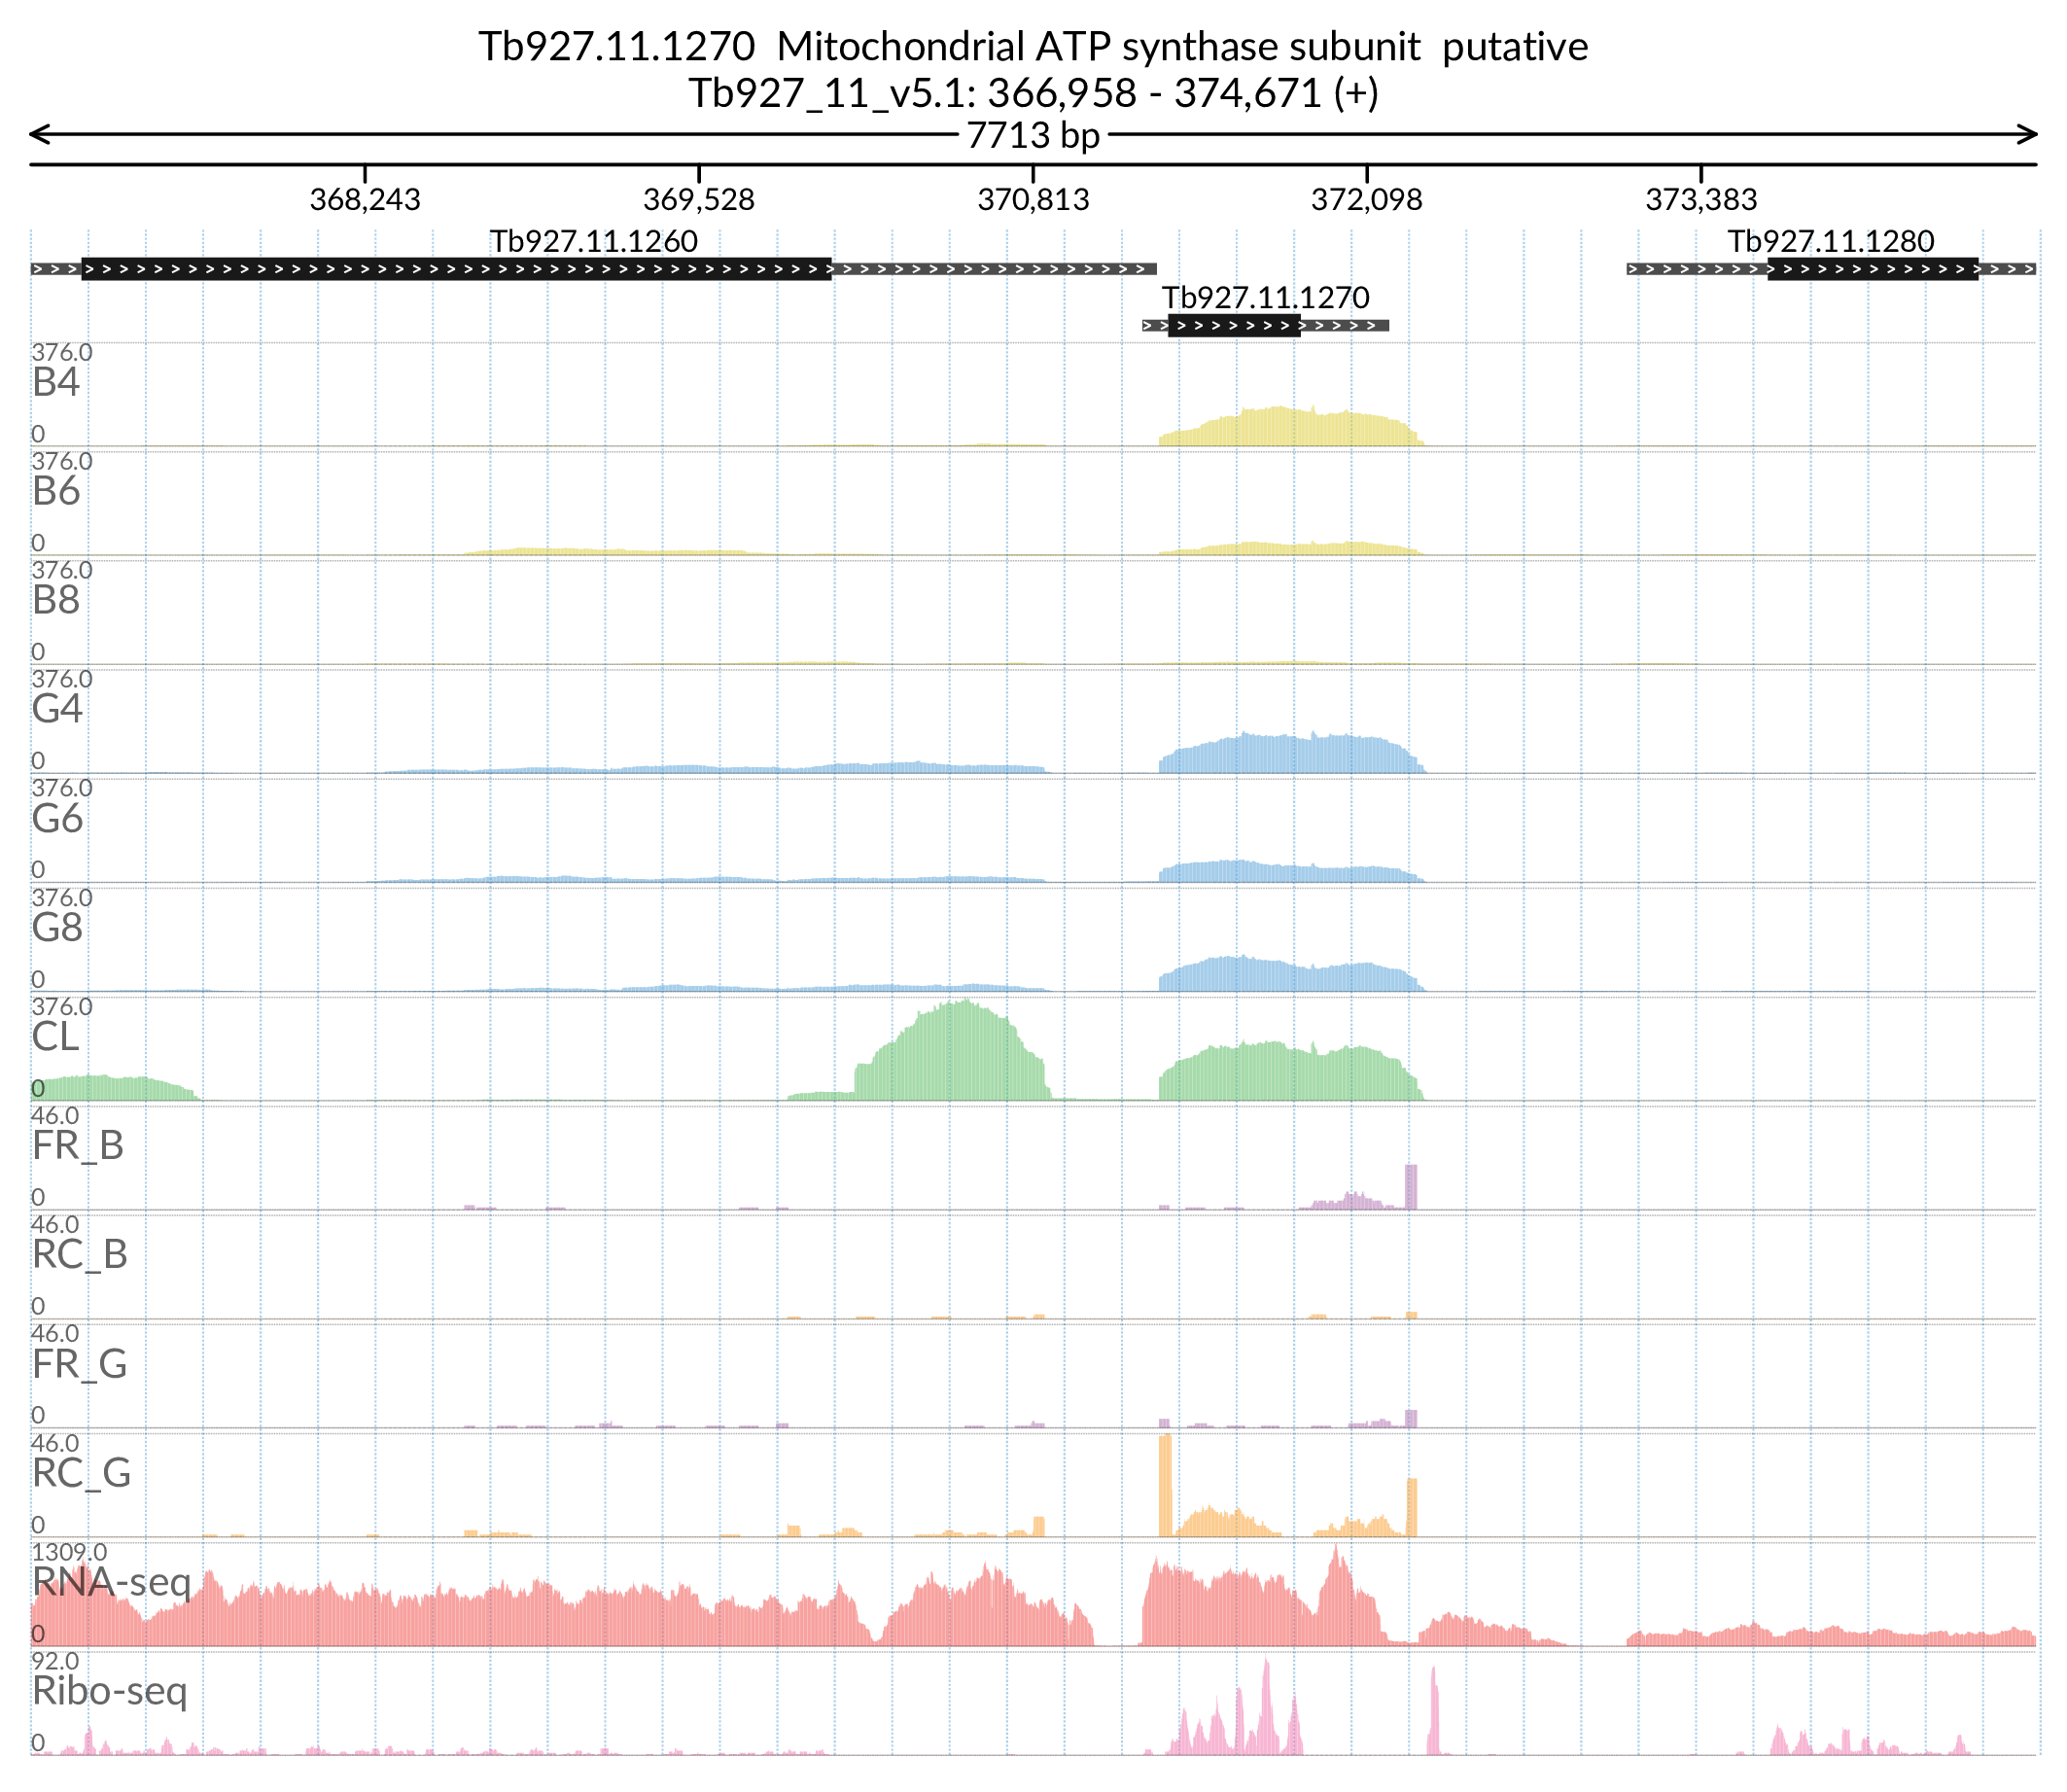 Tb927.11.1270  Mitochondrial ATP synthase subunit  putative
Tb927_11_v5.1: 366,958 - 374,671 (+)
7713 bp
368,243 369,528 370,813 372,098 373,383
Tb927.11.1260 Tb927.11.1280
Tb927.11.1270
376.0
B4
0
376.0
B6
0
376.0
B8
0
376.0
G4
0
376.0
G6
0
376.0
G8
0
376.0
CL
0
46.0
FR_B
0
46.0
RC_B
0
46.0
FR_G
0
46.0
RC_G
0
1309.0
RNA-seq
0
92.0
Ribo-seq
0